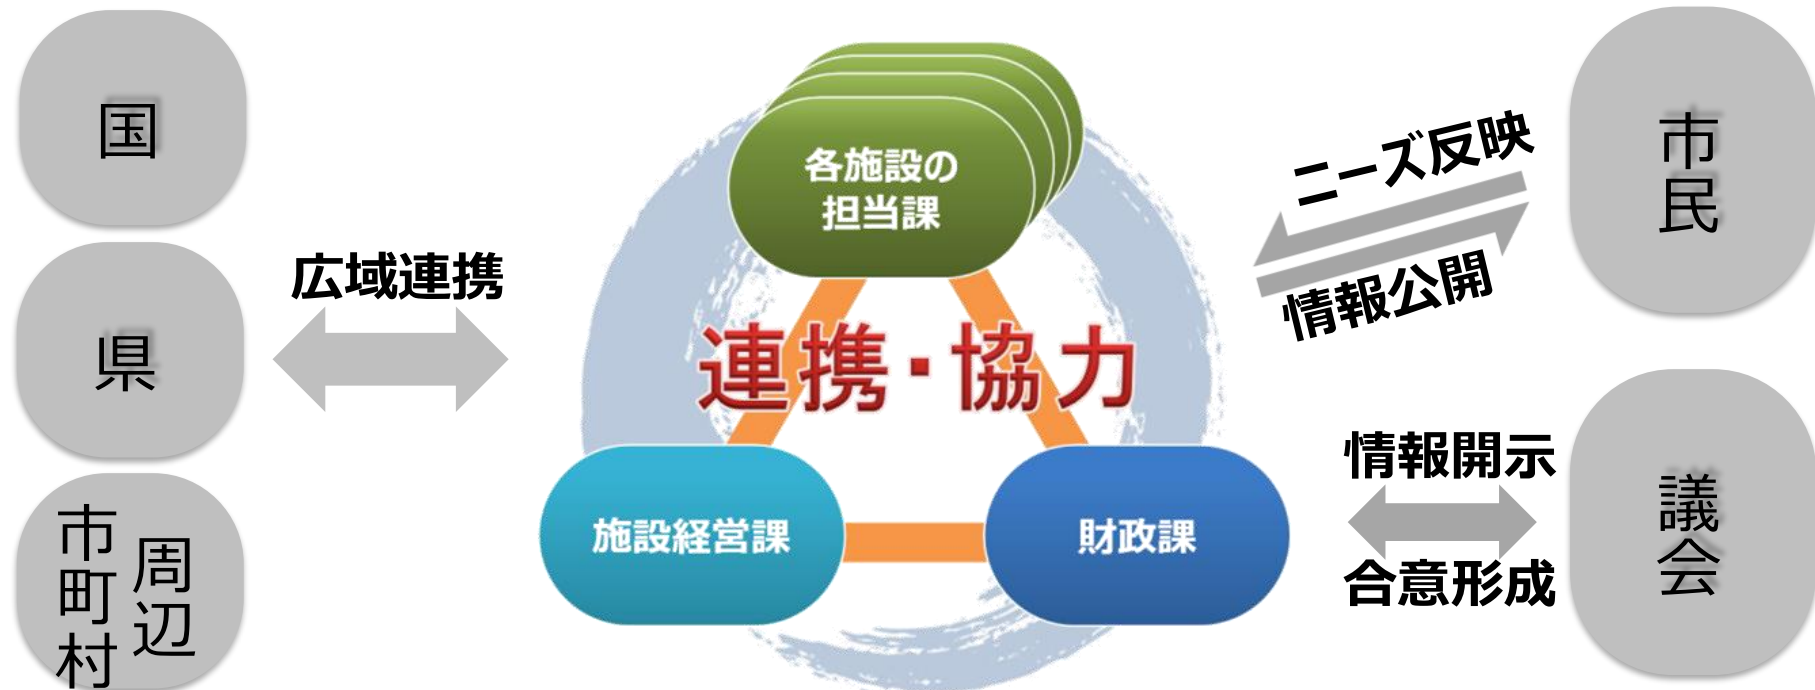 国
県
周辺
市町村
広域連携
各施設の
担当課
連携・協力
施設経営課
財政課
ニーズ反映
情報公開
情報開示
合意形成
市民
議会